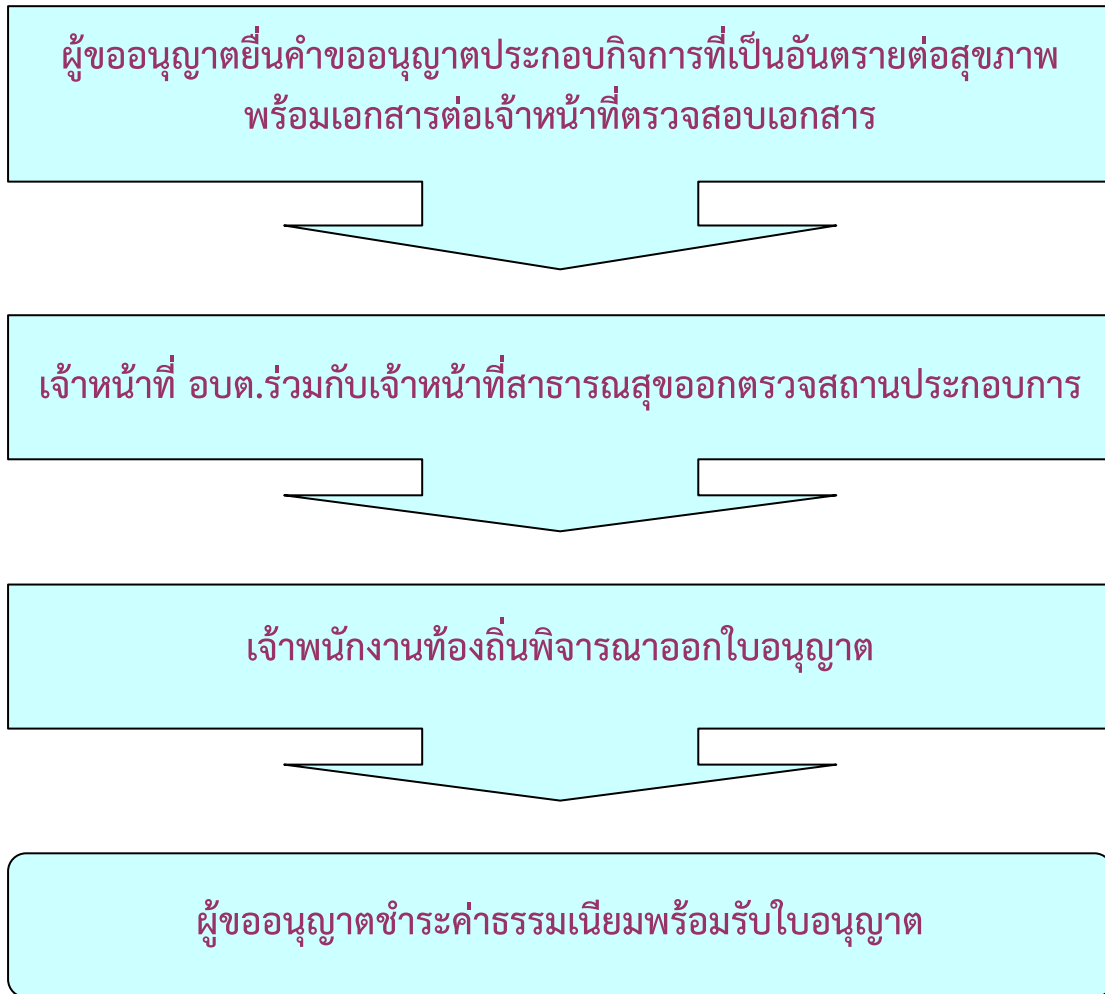 ผู้ขออนุญาตยื่นคำขออนุญาตประกอบกิจการที่เป็นอันตรายต่อสุขภาพ
พร้อมเอกสารต่อเจ้าหน้าที่ตรวจสอบเอกสาร
เจ้าหน้าที่ อบต.ร่วมกับเจ้าหน้าที่สาธารณสุขออกตรวจสถานประกอบการ
เจ้าพนักงานท้องถิ่นพิจารณาออกใบอนุญาต
ผู้ขออนุญาตชำระค่าธรรมเนียมพร้อมรับใบอนุญาต